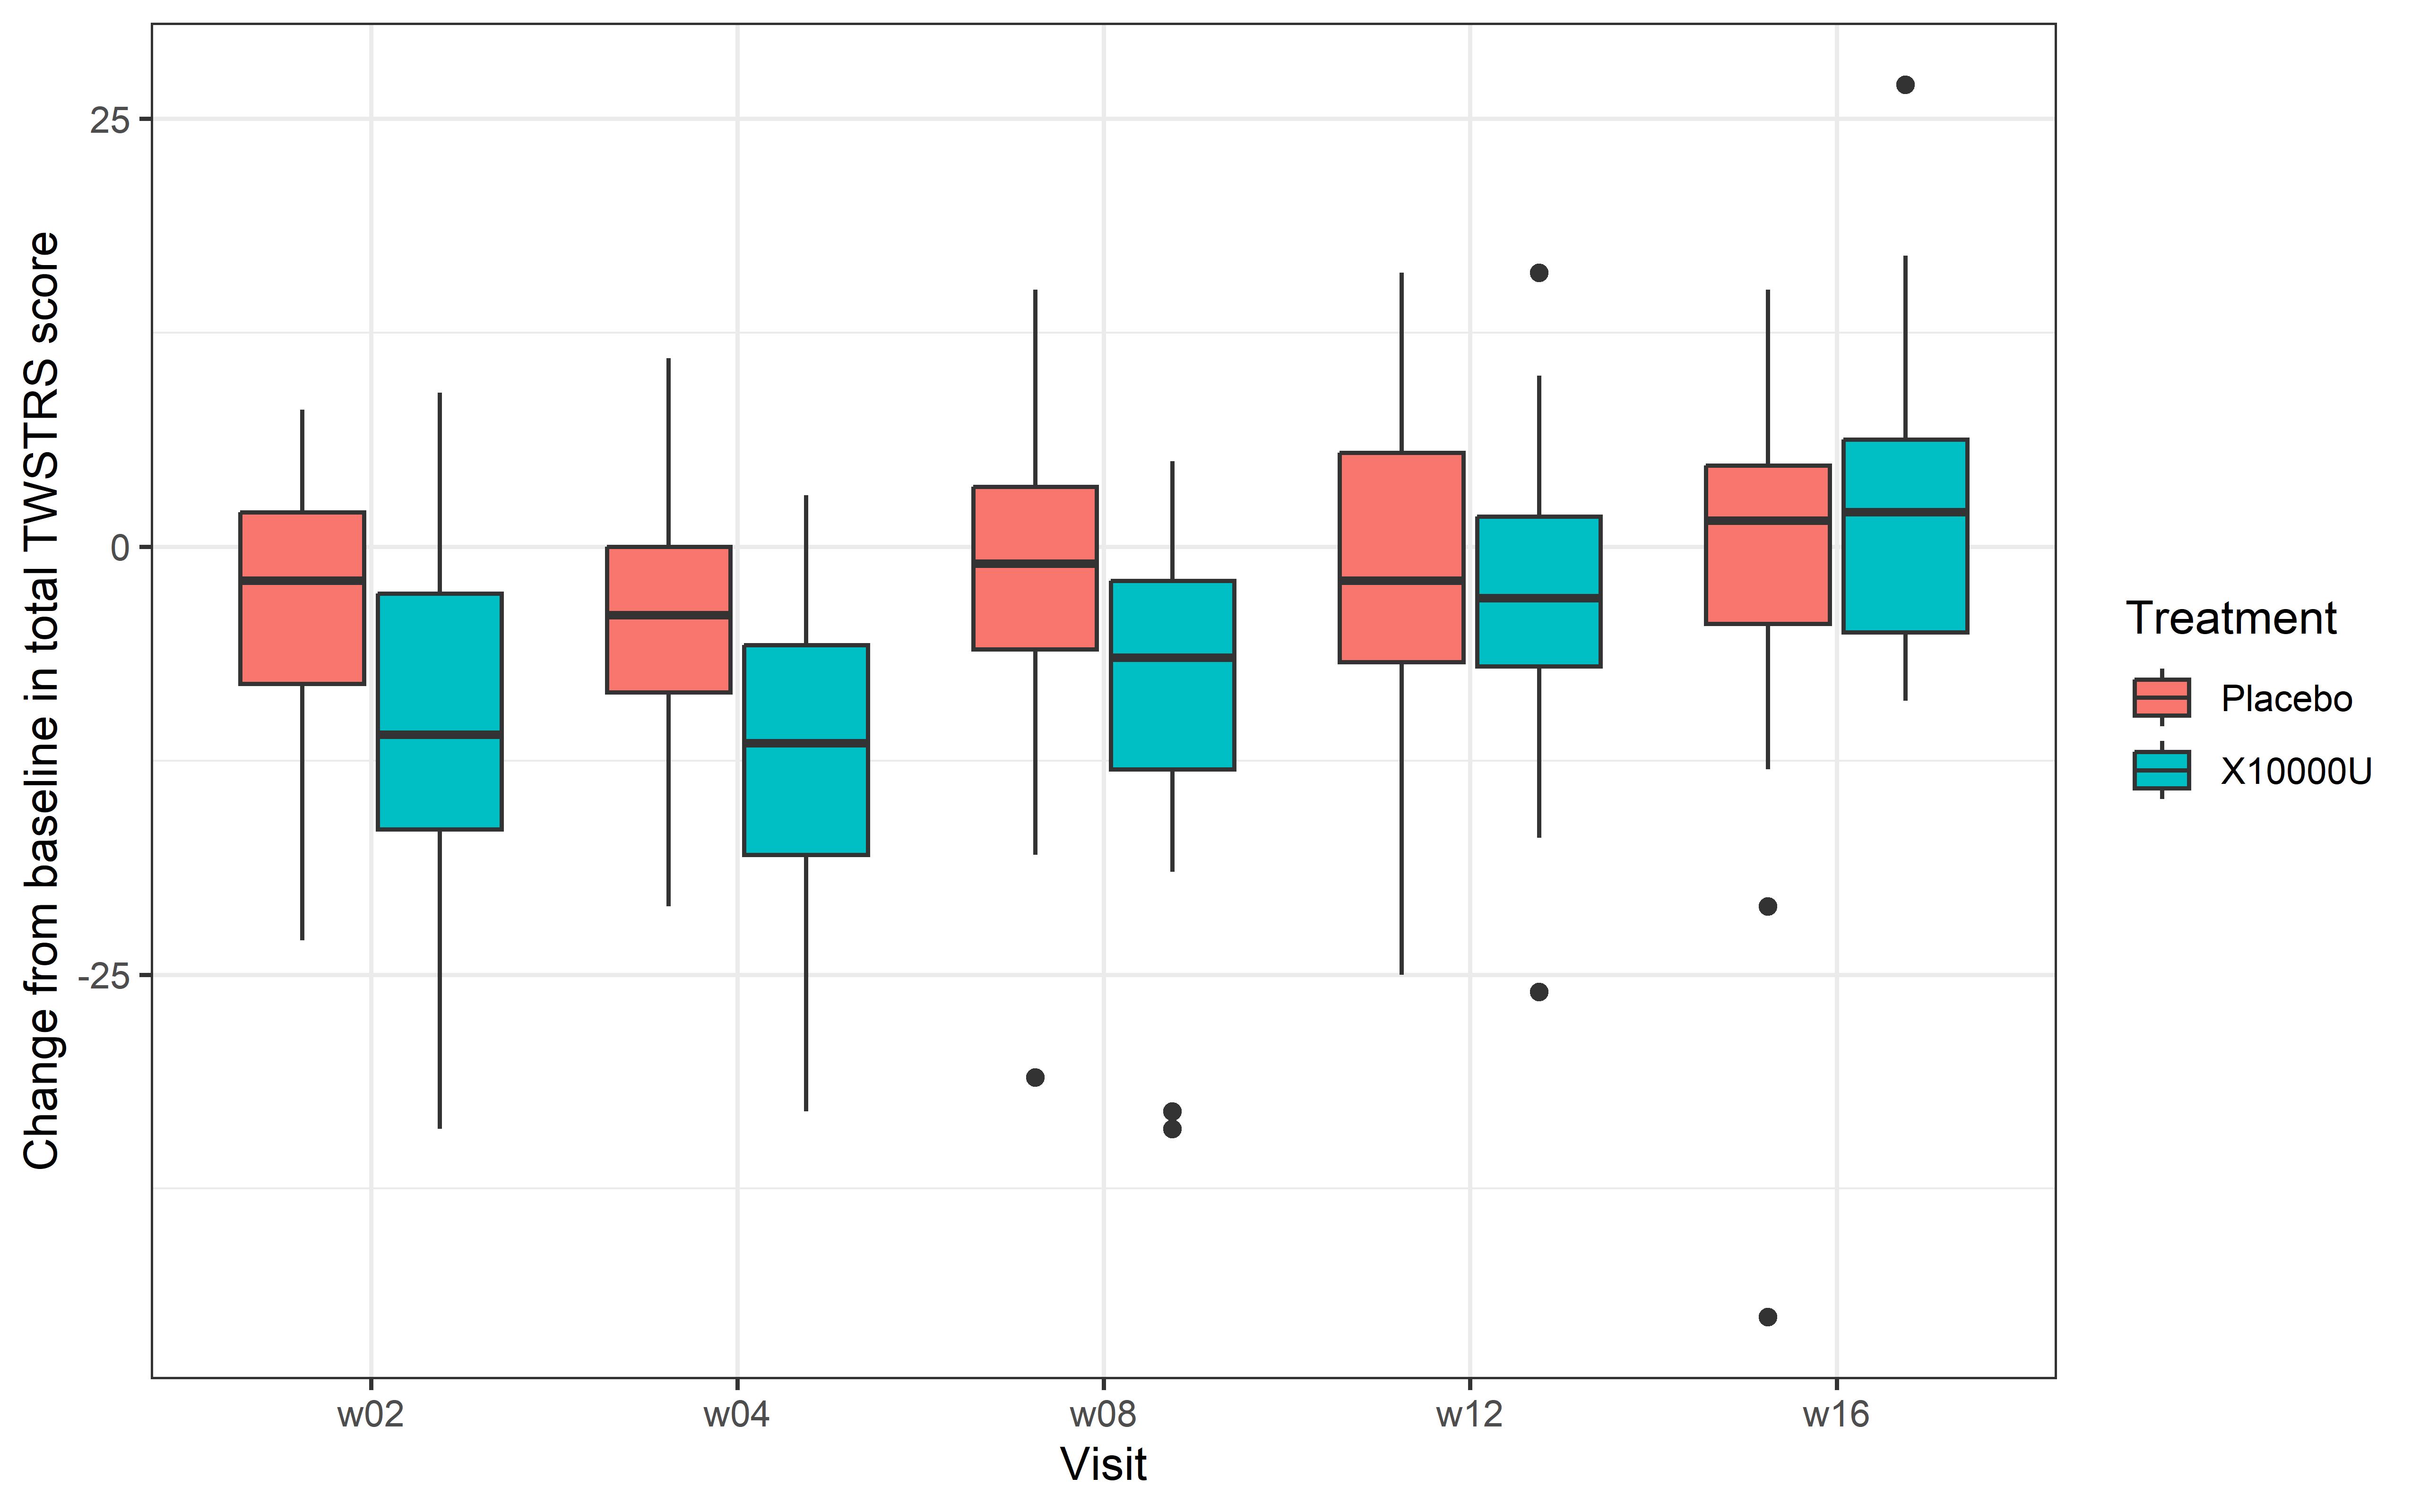 Change from baseline in total TWSTRS score
25
0
-25
w02
w04
w08
w12
w16
Visit
Treatment
Placebo
X10000U